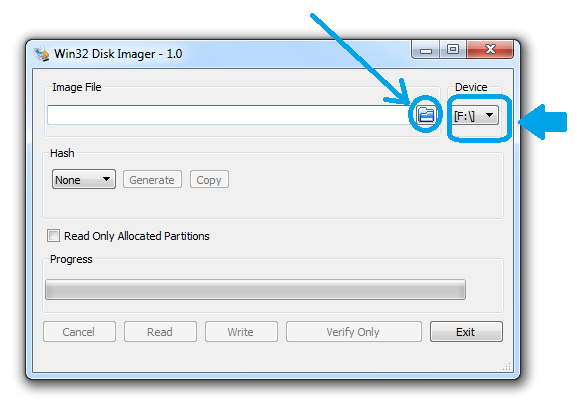 Win32 Disk Imager - 1.0
Image File
Device
[F:\]
Hash
None
Generate
Copy
Read Only Allocated Partitions
Progress
Cancel
Read
Write
Verify Only
Exit